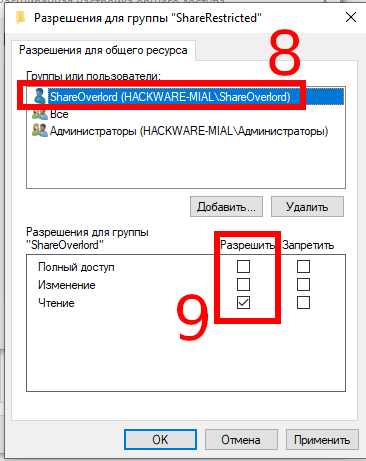 Разрешения для группы "ShareRestricted"
Разрешения для общего ресурса
Группы или пользователи:
8
ShareOverlord (HACKWARE-MIAL\ShareOverlord)
Все
Администраторы (HACKWARE-MIAL\Администраторы)
Добавить...
Удалить
Разрешения для группы
"ShareOverlord"
Разрешить
Запретить
Полный доступ
Изменение
Чтение
9
ОК
Отмена
Применить